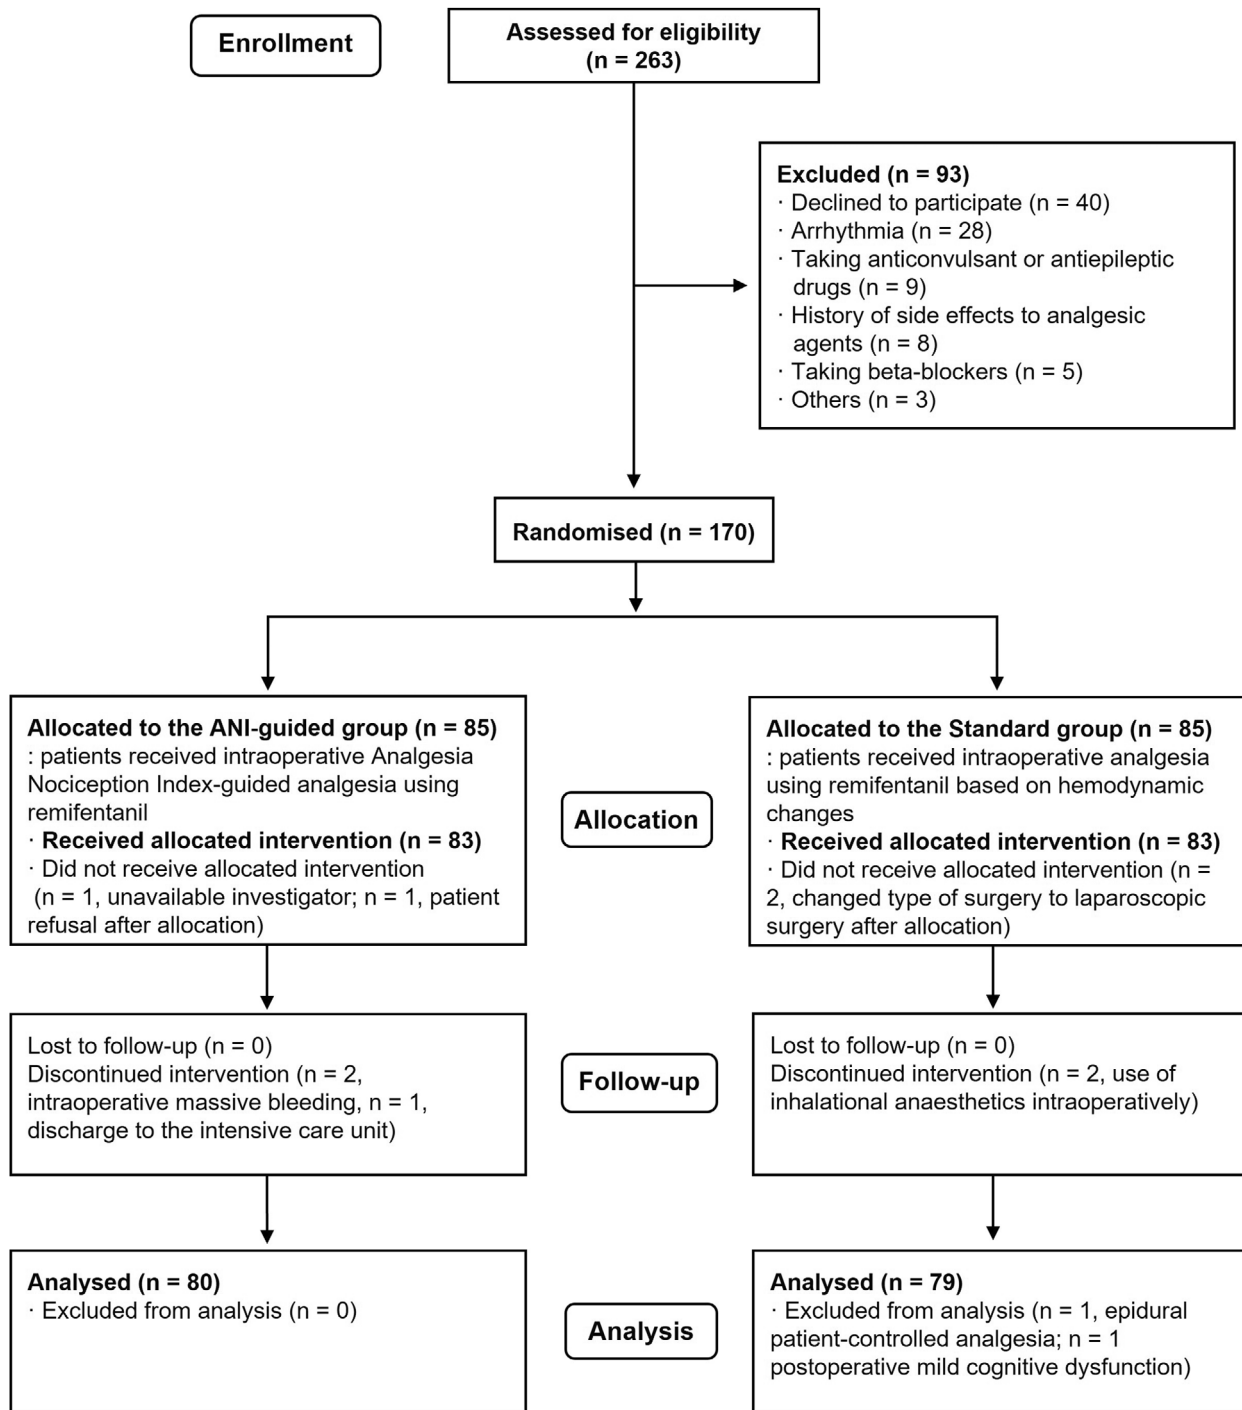 Enrollment
Assessed for eligibility
(n = 263)
Excluded (n = 93)
· Declined to participate (n = 40)
· Arrhythmia (n = 28)
· Taking anticonvulsant or antiepileptic
drugs (n = 9)
· History of side effects to analgesic
agents (n = 8)
· Taking beta-blockers (n = 5)
· Others (n = 3)
Randomised (n = 170)
Allocated to the ANI-guided group (n = 85)
: patients received intraoperative Analgesia
Nociception Index-guided analgesia using
remifentanil
· Received allocated intervention (n = 83)
· Did not receive allocated intervention
(n = 1, unavailable investigator; n = 1, patient
refusal after allocation)
Allocation
Allocated to the Standard group (n = 85)
: patients received intraoperative analgesia
using remifentanil based on hemodynamic
changes
· Received allocated intervention (n = 83)
· Did not receive allocated intervention (n =
2, changed type of surgery to laparoscopic
surgery after allocation)
Lost to follow-up (n = 0)
Discontinued intervention (n = 2,
intraoperative massive bleeding, n = 1,
discharge to the intensive care unit)
Follow-up
Lost to follow-up (n = 0)
Discontinued intervention (n = 2, use of
inhalational anaesthetics intraoperatively)
Analysed (n = 80)
· Excluded from analysis (n = 0)
Analysis
Analysed (n = 79)
· Excluded from analysis (n = 1, epidural
patient-controlled analgesia; n = 1
postoperative mild cognitive dysfunction)